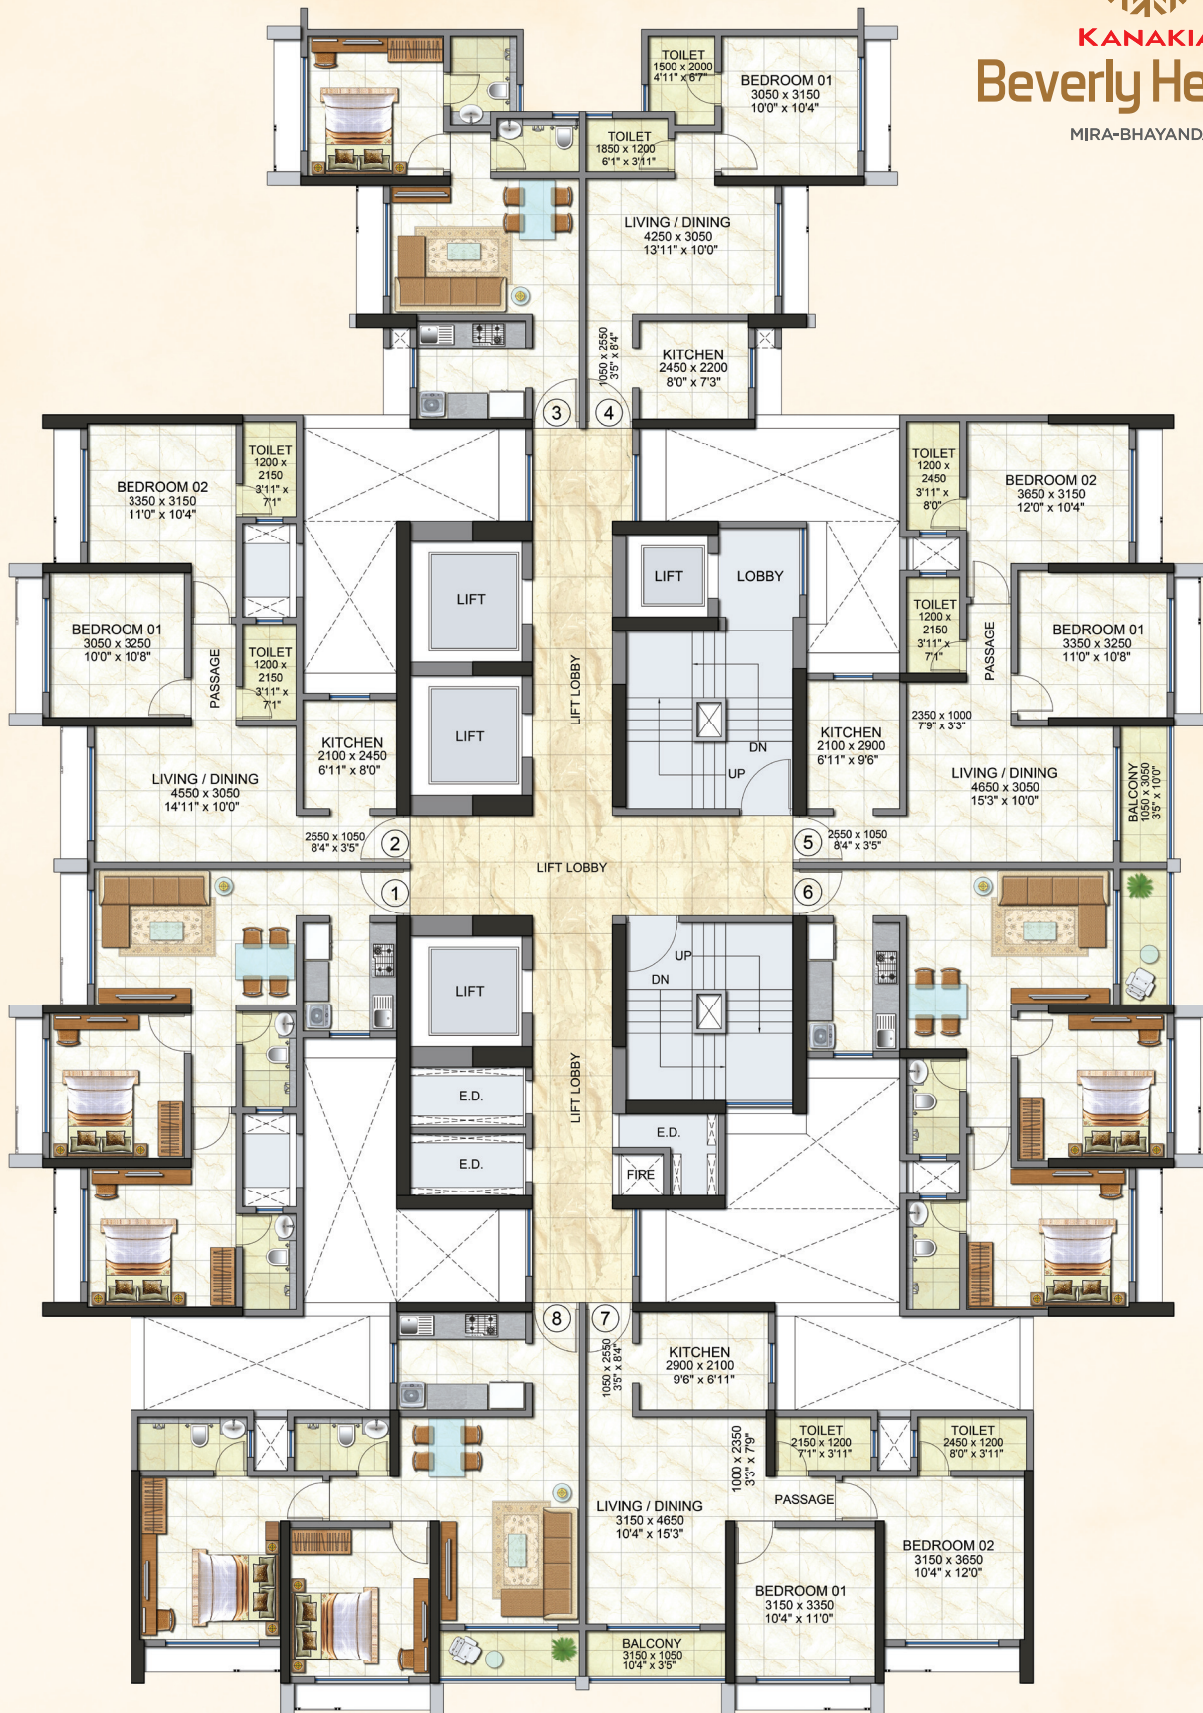 KANAKIA
Beverly He
MIRA-BHAYANDA
TOILET
1500 x 2000
4'11" x 6'7"
BEDROOM 01
3050 x 3150
10'0" x 10'4"
TOILET
1850 x 1200
6'1" x 3'11"
LIVING / DINING
4250 x 3050
13'11" x 10'0"
1050 x 2550
3'5" x 8'4"
KITCHEN
2450 x 2200
8'0" x 7'3"
3
4
BEDROOM 02
3350 x 3150
11'0" x 10'4"
TOILET
1200 x
2150
3'11" x
7'1"
TOILET
1200 x
2450
3'11" x
8'0"
BEDROOM 02
3650 x 3150
12'0" x 10'4"
LIFT
LIFT
LOBBY
BEDROOM 01
3050 x 3250
10'0" x 10'8"
PASSAGE
TOILET
1200 x
2150
3'11" x
7'1"
LIFT LOBBY
TOILET
1200 x
2150
3'11" x
7'1"
PASSAGE
BEDROOM 01
3350 x 3250
11'0" x 10'8"
LIFT
KITCHEN
2100 x 2450
6'11" x 8'0"
DN
UP
KITCHEN
2100 x 2900
6'11" x 9'6"
2350 x 1000
7'9" x 3'3"
LIVING / DINING
4550 x 3050
14'11" x 10'0"
LIVING / DINING
4650 x 3050
15'3" x 10'0"
BALCONY
1050 x 3050
3'5" x 10'0"
2550 x 1050
8'4" x 3'5"
2
5
2550 x 1050
8'4" x 3'5"
LIFT LOBBY
1
6
UP
DN
LIFT
LIFT LOBBY
E.D.
E.D.
E.D.
FIRE
8
7
1050 x 2550
3'5" x 8'4"
KITCHEN
2900 x 2100
9'6" x 6'11"
1000 x 2350
3'3" x 7'9"
TOILET
2150 x 1200
7'1" x 3'11"
TOILET
2450 x 1200
8'0" x 3'11"
PASSAGE
LIVING / DINING
3150 x 4650
10'4" x 15'3"
BEDROOM 02
3150 x 3650
10'4" x 12'0"
BEDROOM 01
3150 x 3350
10'4" x 11'0"
BALCONY
3150 x 1050
10'4" x 3'5"